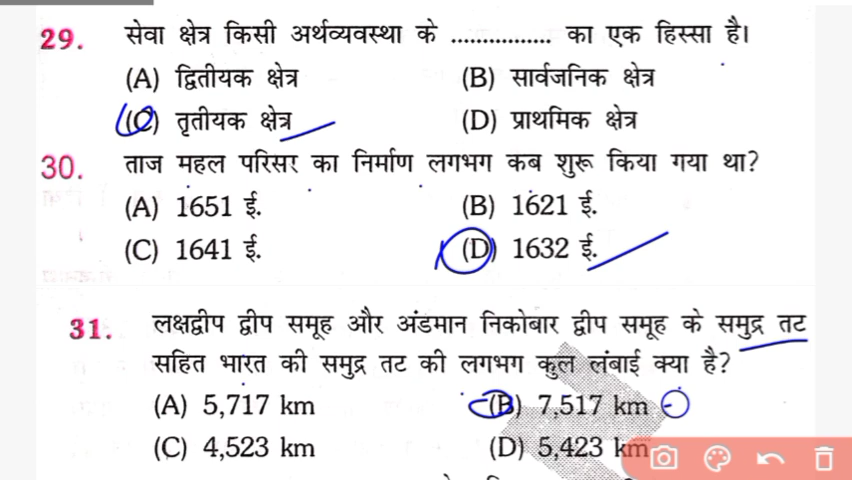 29. सेवा क्षेत्र किसी अर्थव्यवस्था के ................ का एक हिस्सा है।
(A) द्वितीयक क्षेत्र (B) सार्वजनिक क्षेत्र
(C) तृतीयक क्षेत्र (D) प्राथमिक क्षेत्र
30. ताज महल परिसर का निर्माण लगभग कब शुरू किया गया था?
(A) 1651 ई. (B) 1621 ई.
(C) 1641 ई. (D) 1632 ई.
31. लक्षद्वीप द्वीप समूह और अंडमान निकोबार द्वीप समूह के समुद्र तट
सहित भारत की समुद्र तट की लगभग कुल लंबाई क्या है?
(A) 5,717 km (B) 7,517 km
(C) 4,523 km (D) 5,423 km